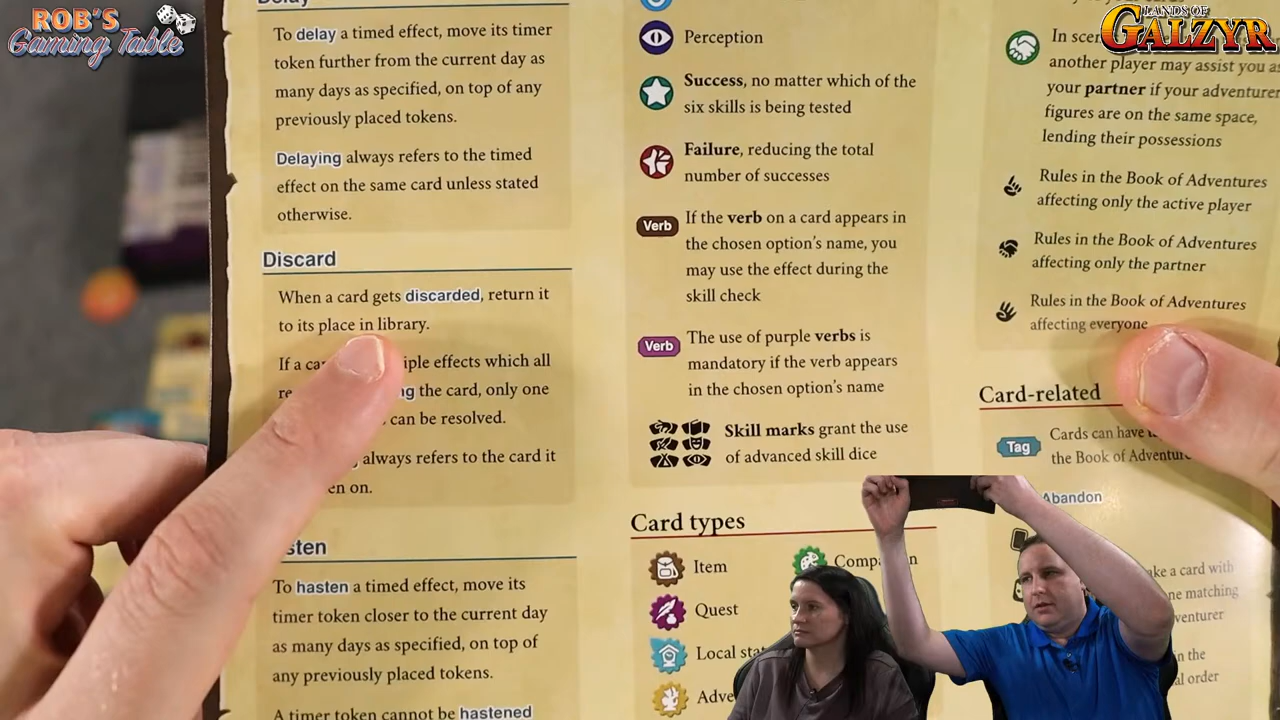 ROB'S
Gaming Table
LANDS OF
GALZYR
Delay
To delay a timed effect, move its timer
token further from the current day as
many days as specified, on top of any
previously placed tokens.
Delaying always refers to the timed
effect on the same card unless stated
otherwise.
Discard
When a card gets discarded, return it
to its place in library.
If a effects which all
the card, only one
can be resolved.
always refers to the card it
on.
To hasten a timed effect, move its
timer token closer to the current day
as many days as specified, on top of
any previously placed tokens.
A timer token cannot be hastened
Perception
Success, no matter which of the
six skills is being tested
Failure, reducing the total
number of successes
Verb
If the verb on a card appears in
the chosen option's name, you
may use the effect during the
skill check
Verb
The use of purple verbs is
mandatory if the verb appears
in the chosen option's name
Skill marks grant the use
of advanced skill dice
Card types
Item
Quest
Local
In
another player may assist you as
your partner if your adventurer
figures are on the same space,
lending their possessions
Rules in the Book of Adventures
affecting only the active player
Rules in the Book of Adventures
affecting only the partner
Rules in the Book of Adventures
affecting everyone
Card-related
Tag
Cards can have
the Book of
Abandon
a card with
matching
the
order